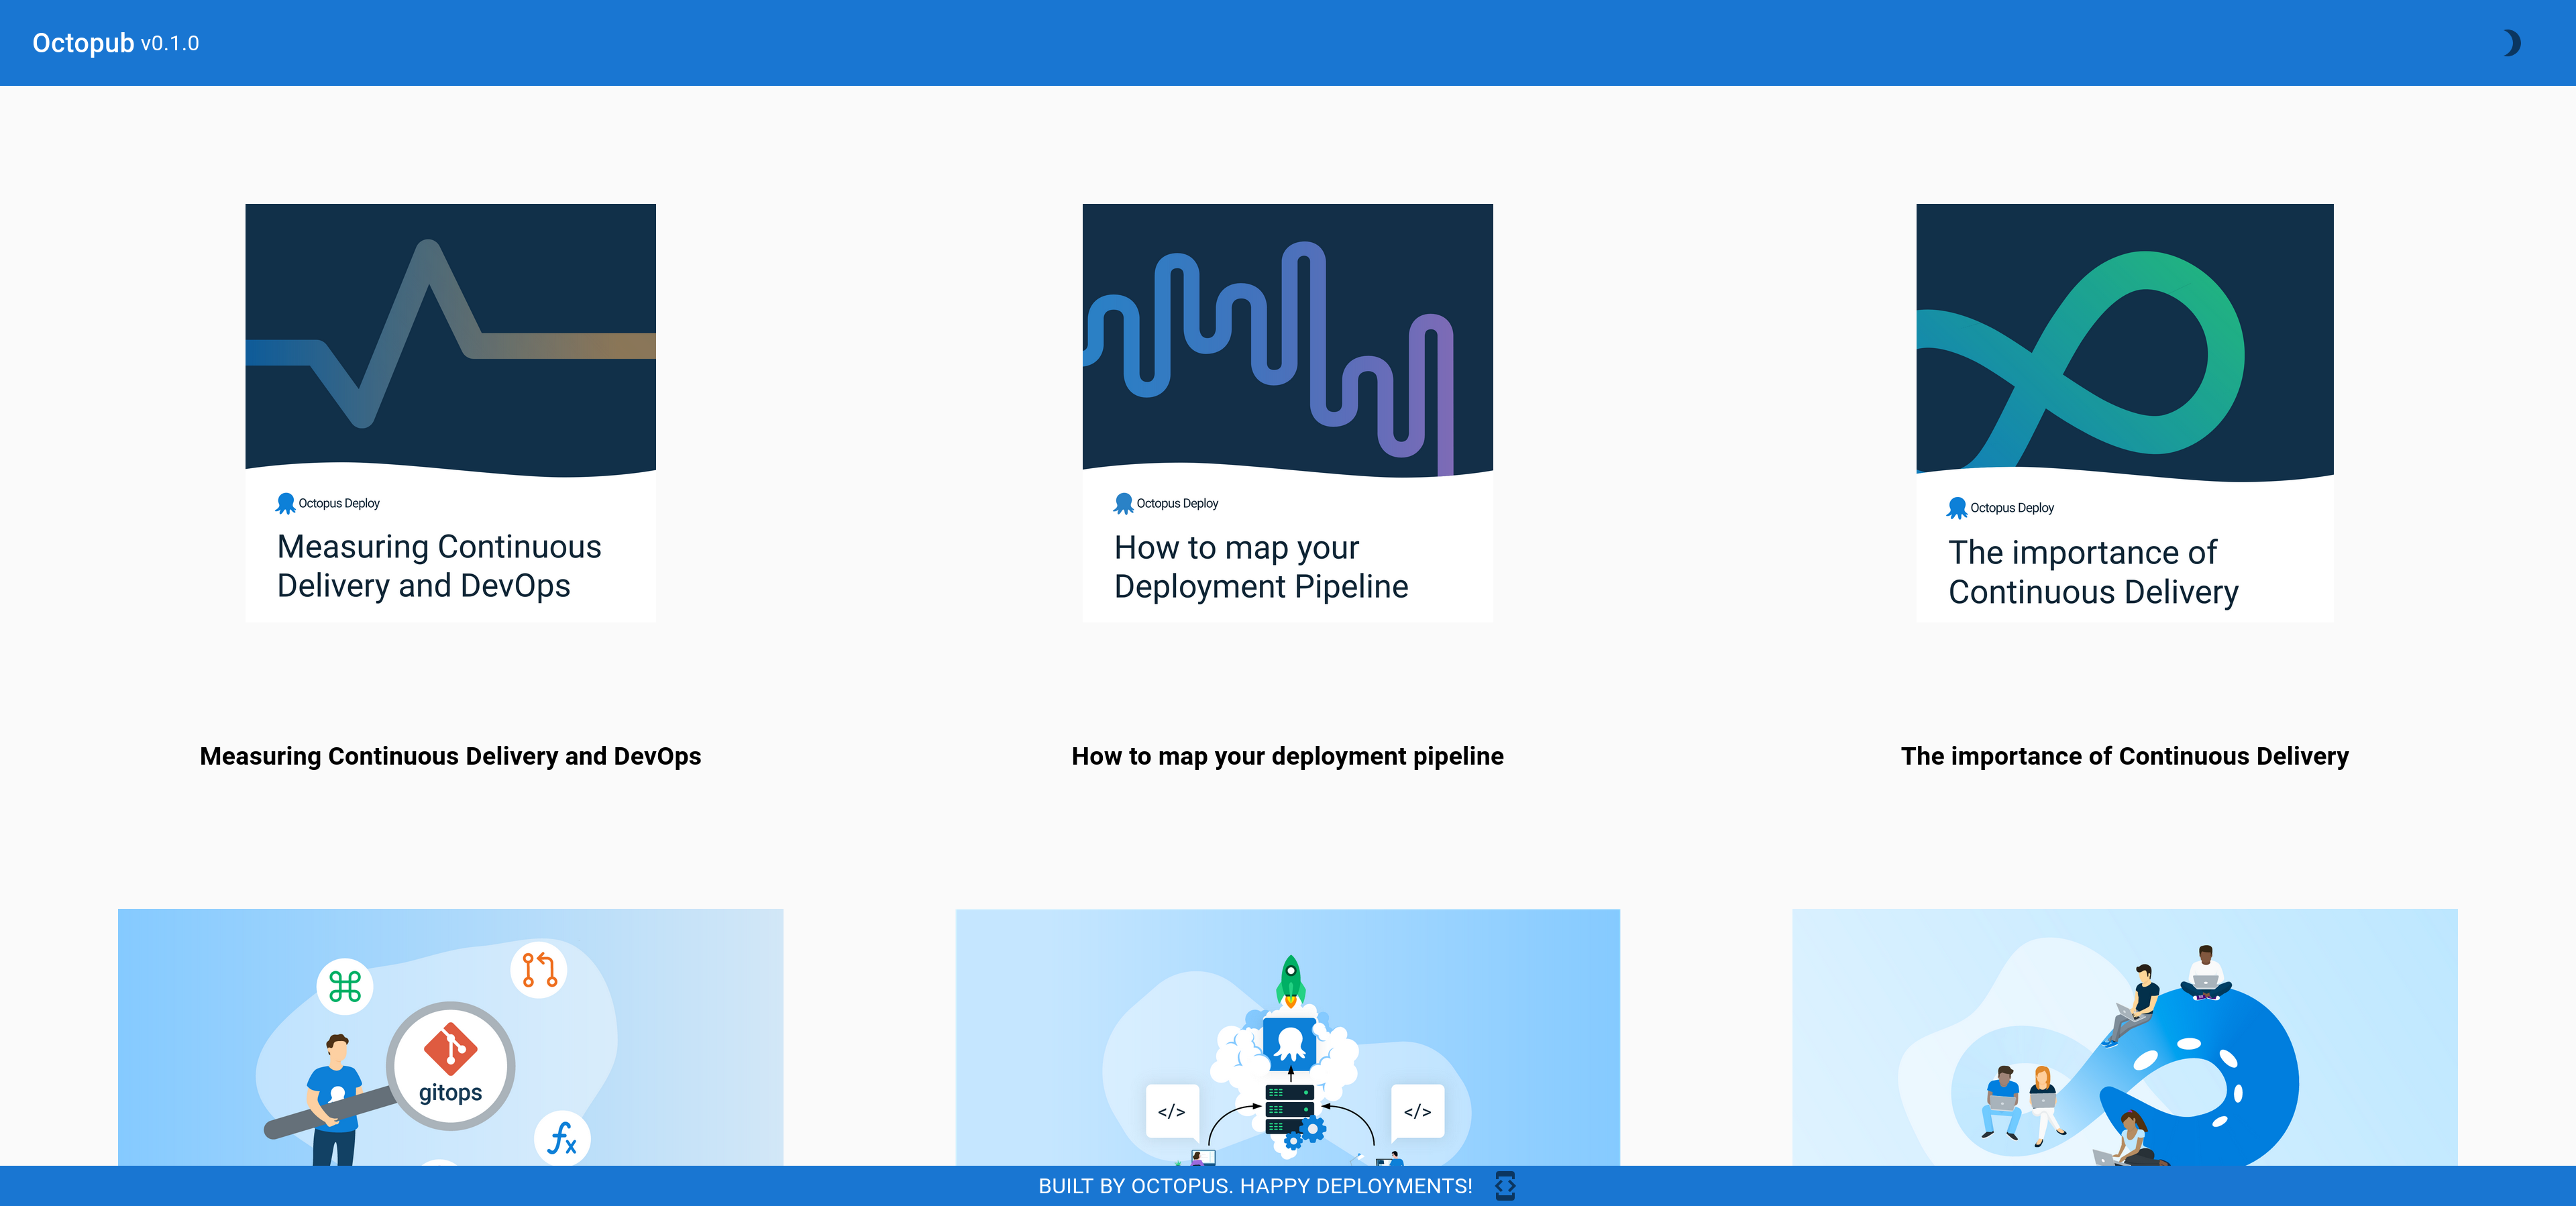 Octopub v0.1.0
Octopus Deploy
Measuring Continuous
Delivery and DevOps
Octopus Deploy
How to map your
Deployment Pipeline
Octopus Deploy
The importance of
Continuous Delivery
Measuring Continuous Delivery and DevOps
How to map your deployment pipeline
The importance of Continuous Delivery
gitops
fx
</>
</>
BUILT BY OCTOPUS. HAPPY DEPLOYMENTS!